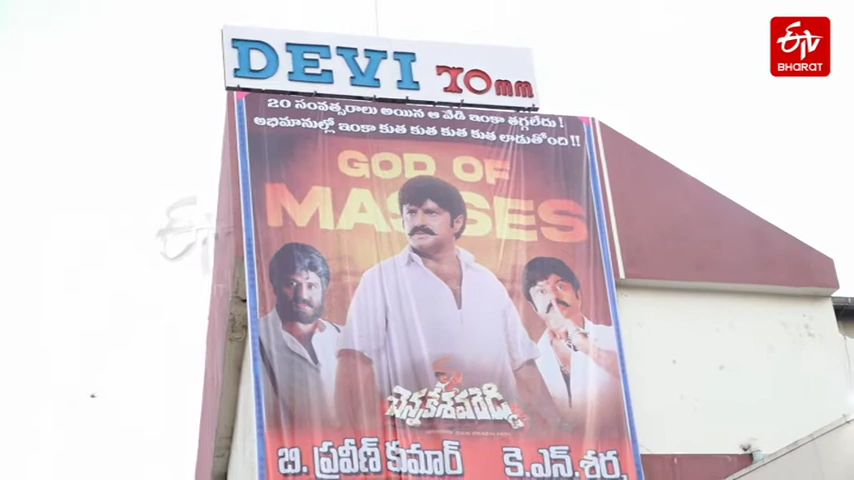 DEVI 70mm
ETV
BHARAT
20 సంవత్సరాలు అయిన ఆ వేడి ఇంకా తగ్గలేదు !
అభిమానుల్లో ఇంకా కుత కుత కుత కుత లాడుతోంది !!
GOD OF
MASSES
చెన్నకేశవరెడ్డి
బి. ప్రవీణ్ కుమార్ కె.ఎన్.శర్మ